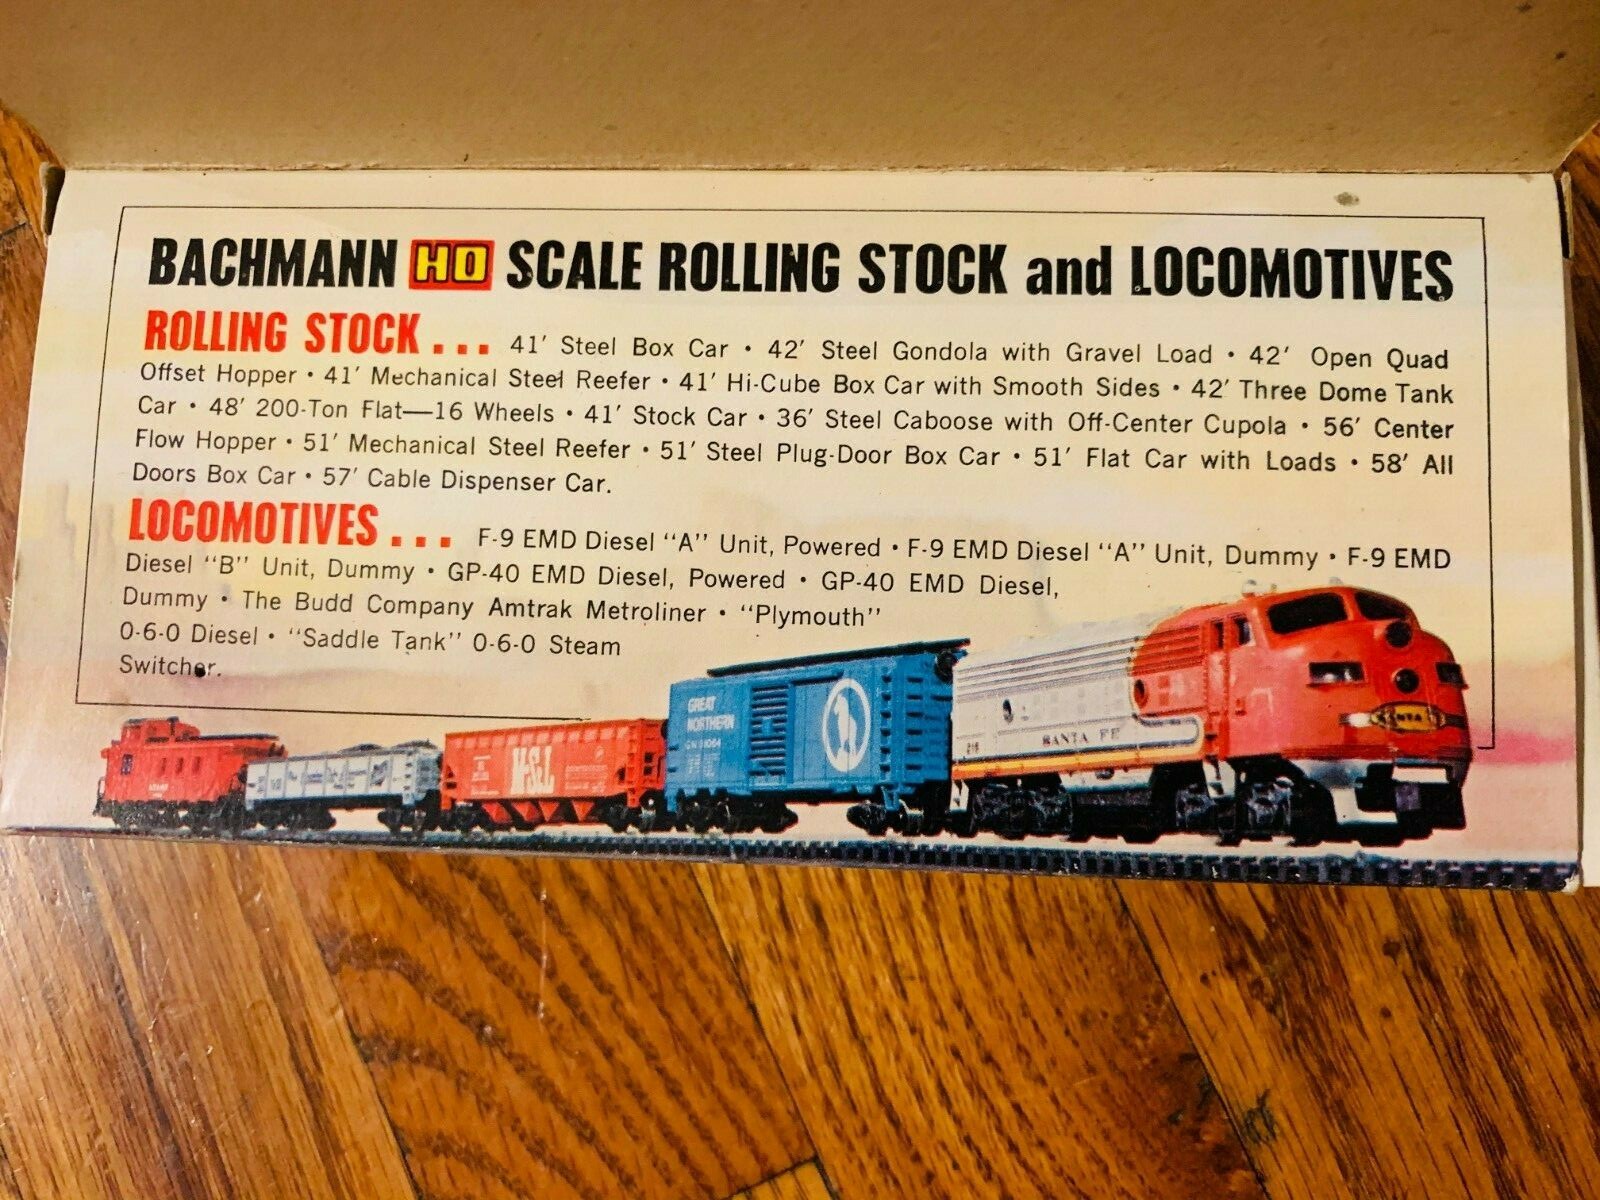 BACHMANN HO SCALE ROLLING STOCK and LOCOMOTIVES
ROLLING STOCK . . . 41′ Steel Box Car • 42′ Steel Gondola with Gravel Load • 42′ Open Quad
Offset Hopper • 41′ Mechanical Steel Reefer • 41′ Hi-Cube Box Car with Smooth Sides • 42′ Three Dome Tank
Car • 48′ 200-Ton Flat—16 Wheels • 41′ Stock Car • 36′ Steel Caboose with Off-Center Cupola • 56′ Center
Flow Hopper • 51′ Mechanical Steel Reefer • 51′ Steel Plug-Door Box Car • 51′ Flat Car with Loads • 58′ All
Doors Box Car • 57′ Cable Dispenser Car.
LOCOMOTIVES . . . F-9 EMD Diesel “A” Unit, Powered • F-9 EMD Diesel “A” Unit, Dummy • F-9 EMD
Diesel “B” Unit, Dummy • GP-40 EMD Diesel, Powered • GP-40 EMD Diesel,
Dummy • The Budd Company Amtrak Metroliner • “Plymouth”
0-6-0 Diesel • “Saddle Tank” 0-6-0 Steam
Switcher.
GREAT
NORTHERN
SANTA FE